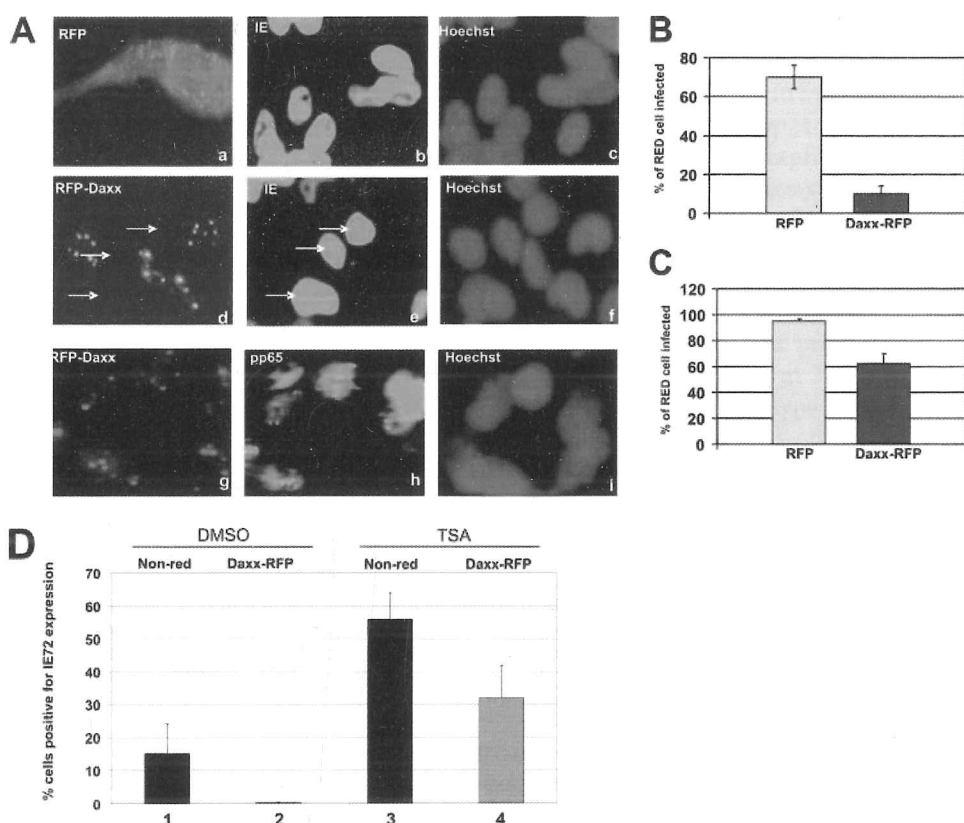 A
RFP
a
IE
b
Hoechst
c
RFP-Daxx
d
IE
e
Hoechst
f
RFP-Daxx
g
pp65
h
Hoechst
i
B
% of RED cell infected
80
60
40
20
0
RFP Daxx-RFP
C
% of RED cell infected
120
100
80
60
40
20
0
RFP Daxx-RFP
D
DMSO TSA
Non-red Daxx-RFP Non-red Daxx-RFP
% cells positive for IE72 expression
70
60
50
40
30
20
10
0
1 2 3 4